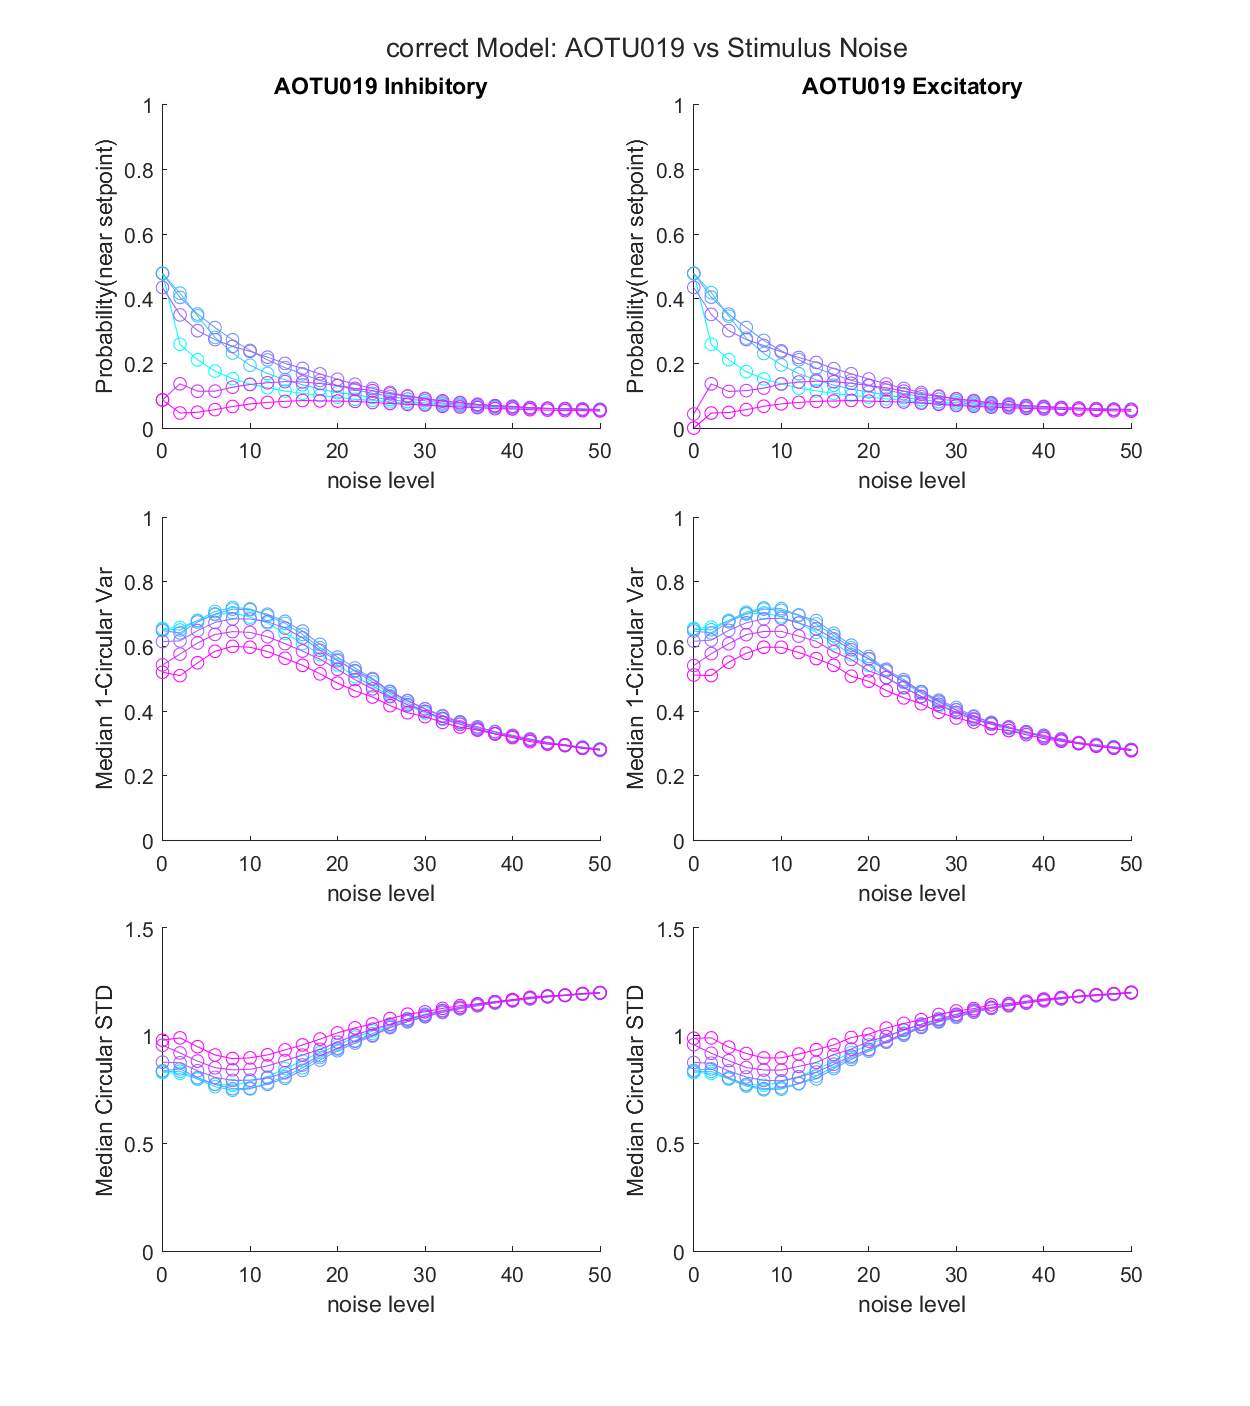 correct Model: AOTU019 vs Stimulus Noise
AOTU019 Inhibitory
AOTU019 Excitatory
Probability(near setpoint)
1
0.8
0.6
0.4
0.2
0
0 10 20 30 40 50
noise level
Probability(near setpoint)
1
0.8
0.6
0.4
0.2
0
0 10 20 30 40 50
noise level
Median 1-Circular Var
1
0.8
0.6
0.4
0.2
0
0 10 20 30 40 50
noise level
Median 1-Circular Var
1
0.8
0.6
0.4
0.2
0
0 10 20 30 40 50
noise level
Median Circular STD
1.5
1
0.5
0
0 10 20 30 40 50
noise level
Median Circular STD
1.5
1
0.5
0
0 10 20 30 40 50
noise level